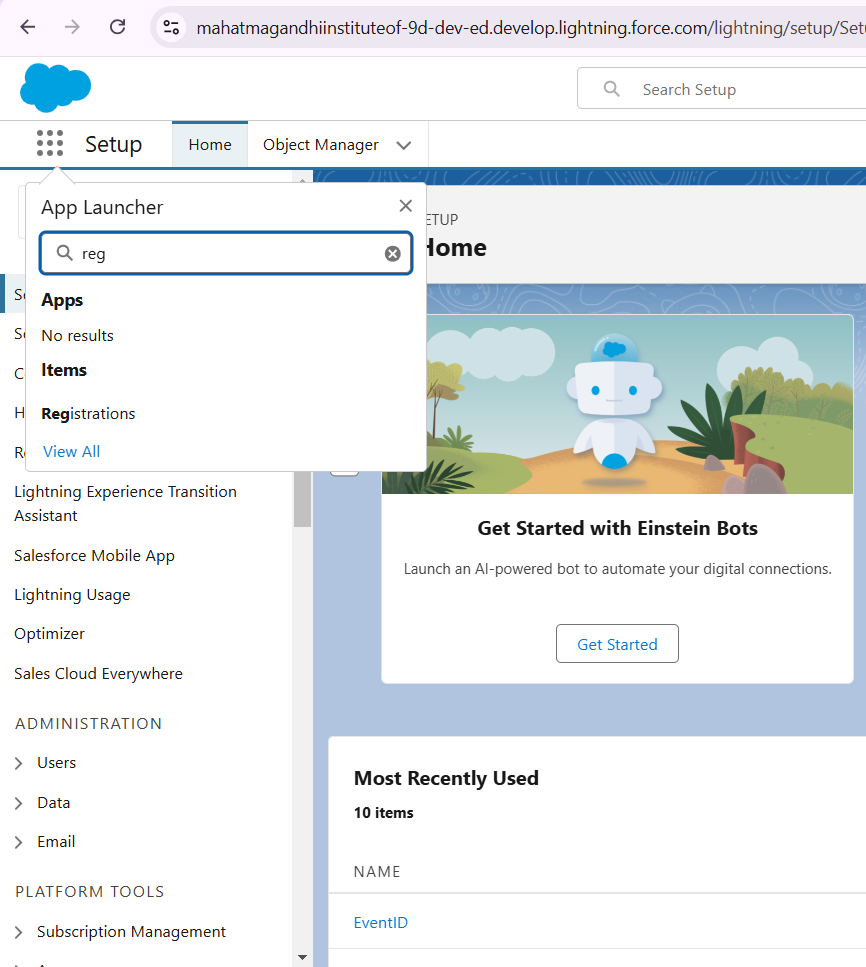 mahatmagandhiinstituteof-9d-dev-ed.develop.lightning.force.com/lightning/setup/Setu
Search Setup
Setup
Home
Object Manager
App Launcher
reg
Apps
No results
Items
Registrations
View All
ETUP
Home
Lightning Experience Transition
Assistant
Salesforce Mobile App
Lightning Usage
Optimizer
Sales Cloud Everywhere
ADMINISTRATION
Users
Data
Email
PLATFORM TOOLS
Subscription Management
Get Started with Einstein Bots
Launch an AI-powered bot to automate your digital connections.
Get Started
Most Recently Used
10 items
NAME
EventID